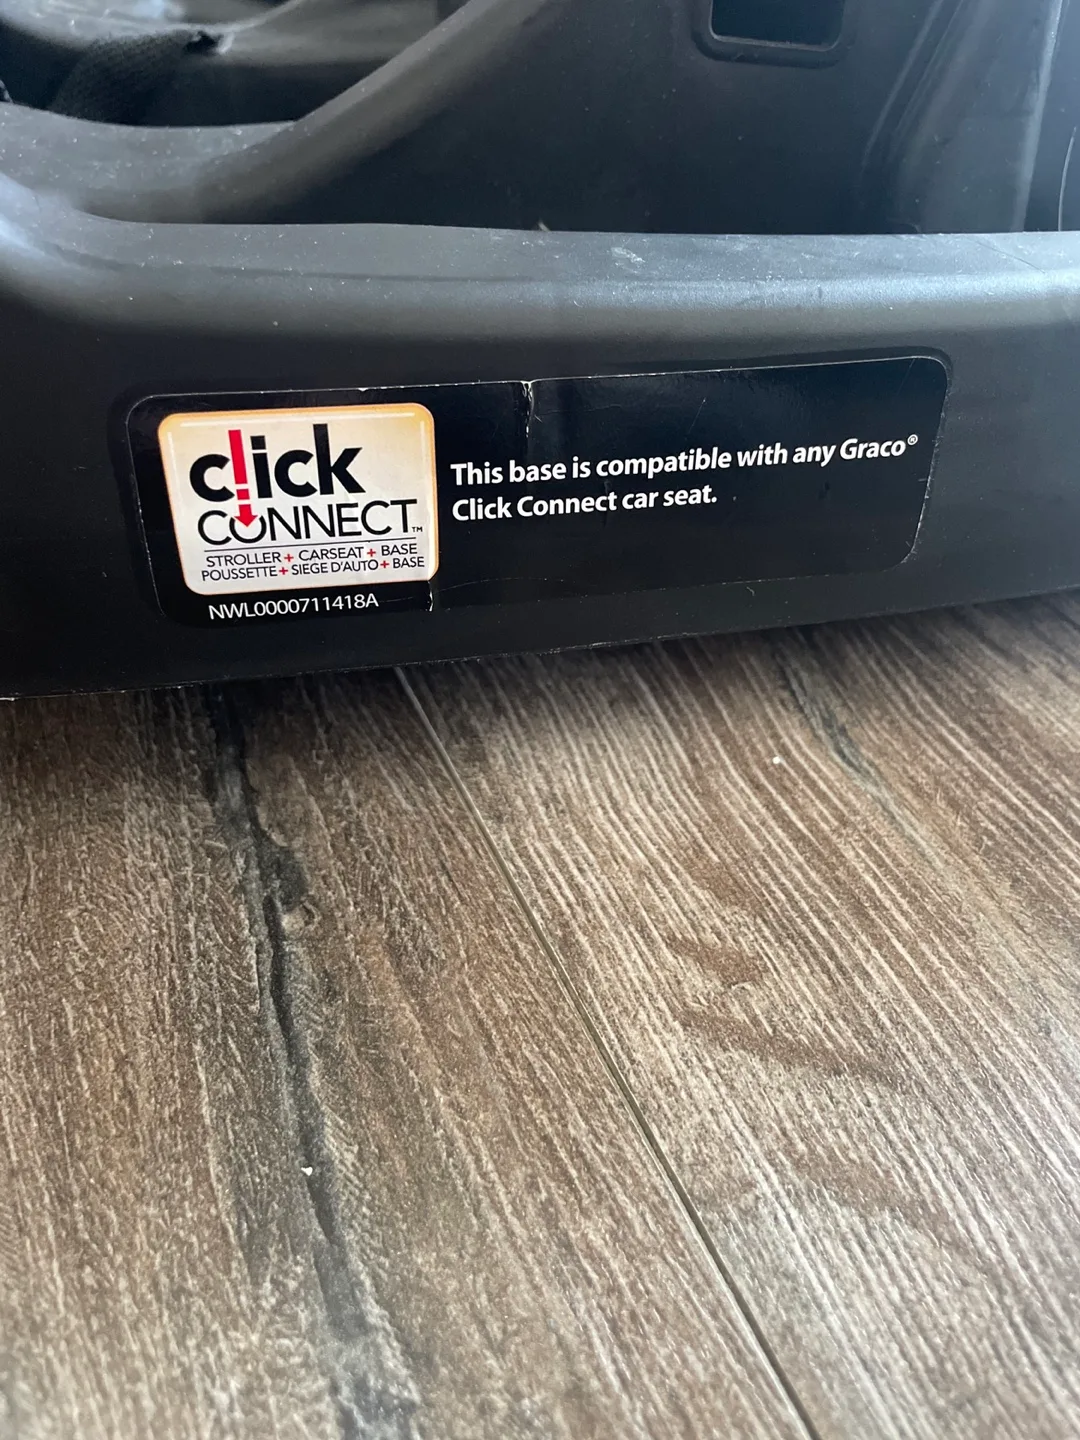 click
CONNECT™
STROLLER+ CARSEAT + BASE
POUSSETTE+ SIEGE D'AUTO+ BASE
NWL0000711418A
This base is compatible with any Graco®
Click Connect car seat.